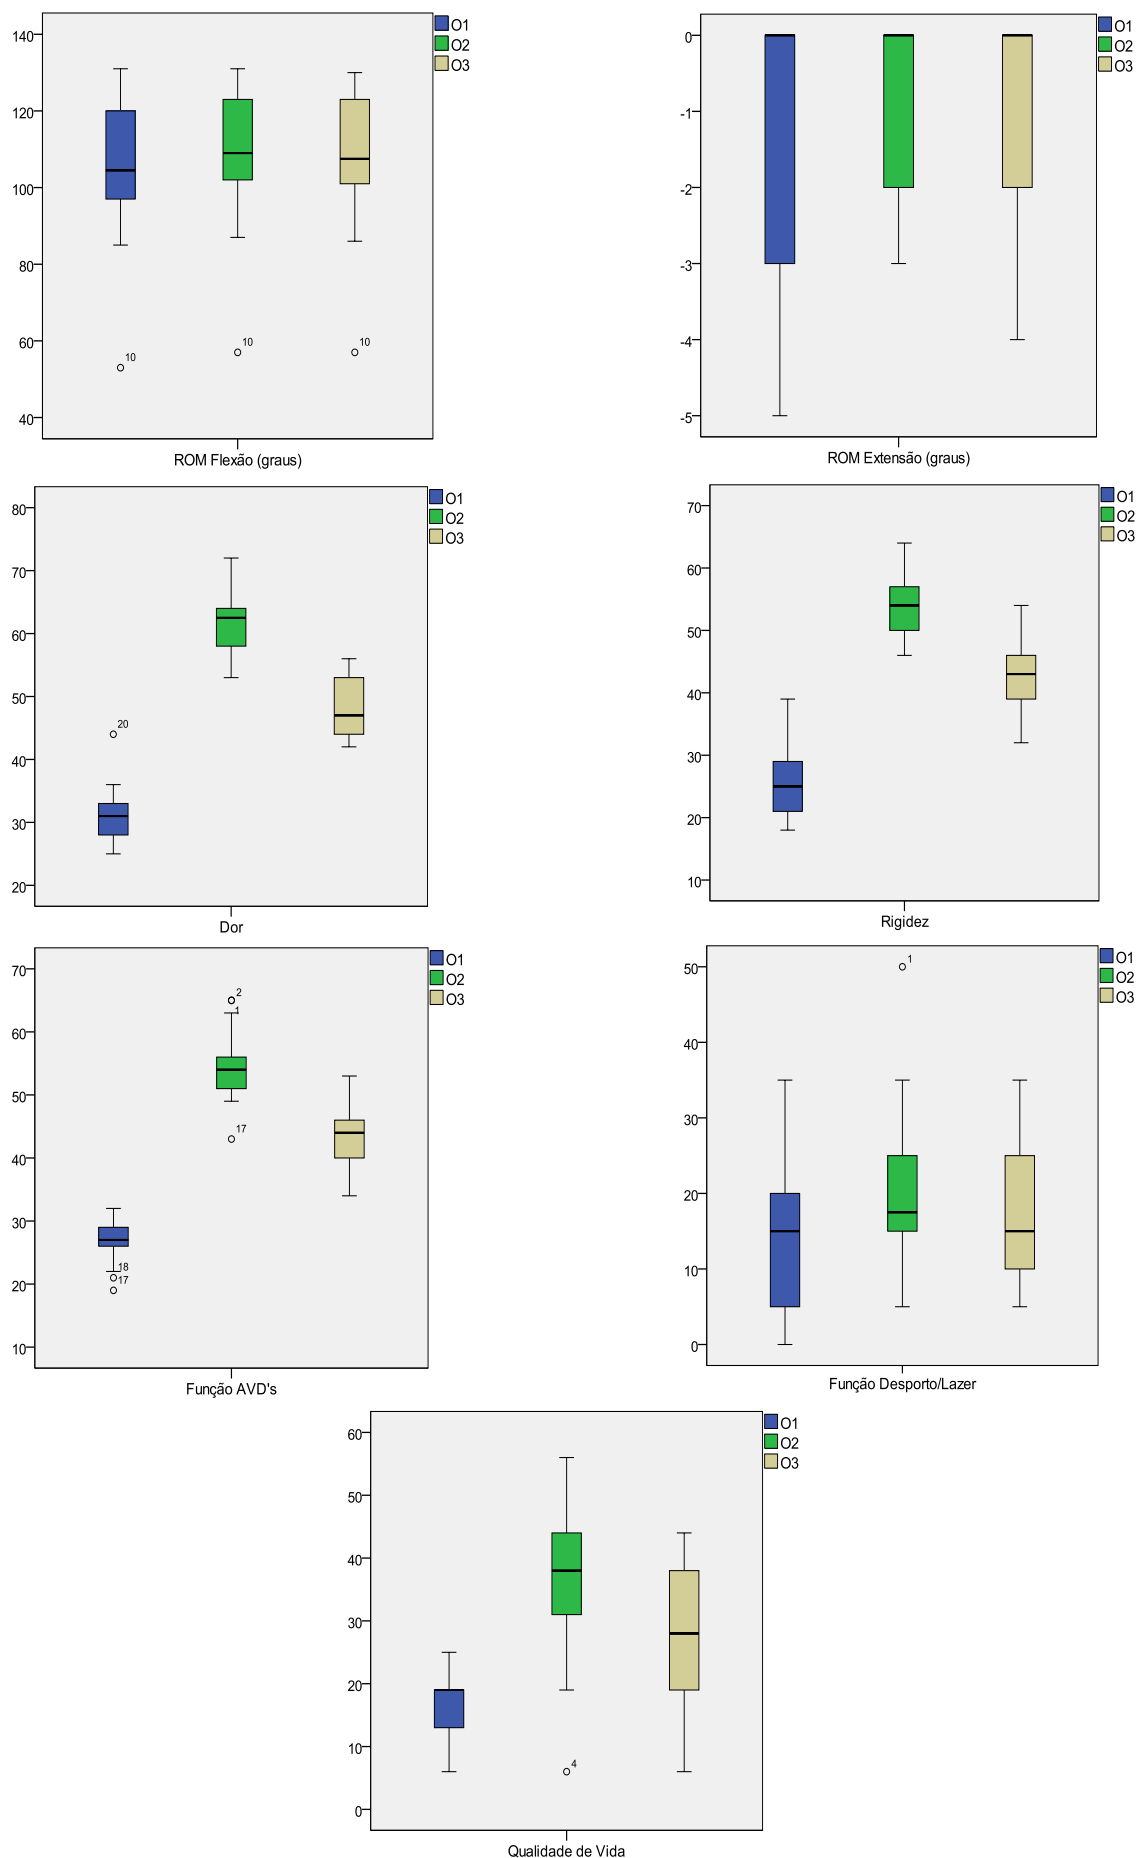 140
120
100
80
60
40
10
10
10
O1
O2
O3
ROM Flexão (graus)
0
-1
-2
-3
-4
-5
O1
O2
O3
ROM Extensão (graus)
80
70
60
50
40
30
20
20
O1
O2
O3
Dor
70
60
50
40
30
20
10
O1
O2
O3
Rigidez
70
60
50
40
30
20
10
2
1
17
18
17
O1
O2
O3
Função AVD's
50
40
30
20
10
0
1
O1
O2
O3
Função Desporto/Lazer
60
50
40
30
20
10
0
4
O1
O2
O3
Qualidade de Vida